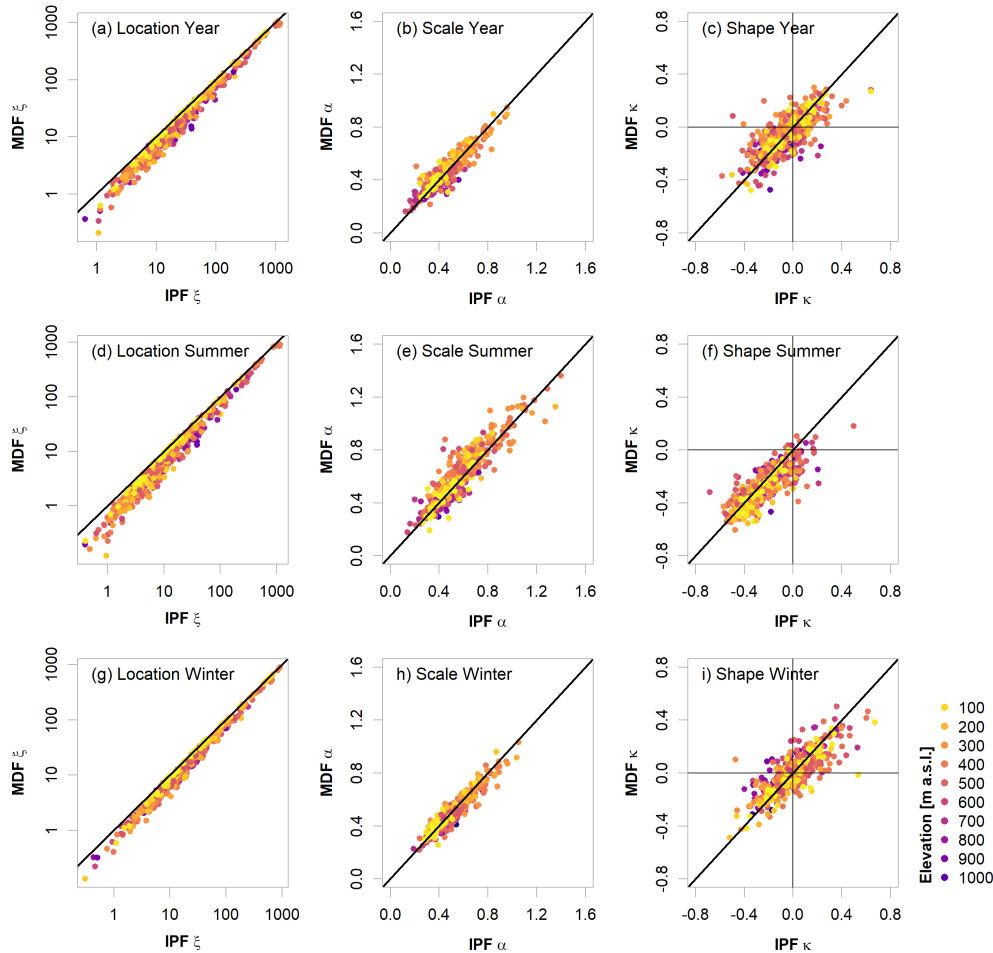 (a) Location Year
MDF ξ
1 10 100 1000
1 10 100 1000
IPF ξ
(b) Scale Year
MDF α
0.0 0.4 0.8 1.2 1.6
0.0 0.4 0.8 1.2 1.6
IPF α
(c) Shape Year
MDF κ
-0.8 -0.4 0.0 0.4 0.8
-0.8 -0.4 0.0 0.4 0.8
IPF κ
(d) Location Summer
MDF ξ
1 10 100 1000
1 10 100 1000
IPF ξ
(e) Scale Summer
MDF α
0.0 0.4 0.8 1.2 1.6
0.0 0.4 0.8 1.2 1.6
IPF α
(f) Shape Summer
MDF κ
-0.8 -0.4 0.0 0.4 0.8
-0.8 -0.4 0.0 0.4 0.8
IPF κ
(g) Location Winter
MDF ξ
1 10 100 1000
1 10 100 1000
IPF ξ
h) Scale Winter
MDF α
0.0 0.4 0.8 1.2 1.6
0.0 0.4 0.8 1.2 1.6
IPF α
i) Shape Winter
MDF κ
-0.8 -0.4 0.0 0.4 0.8
-0.8 -0.4 0.0 0.4 0.8
IPF κ
Elevation [m a.s.l.]
100
200
300
400
500
600
700
800
900
1000